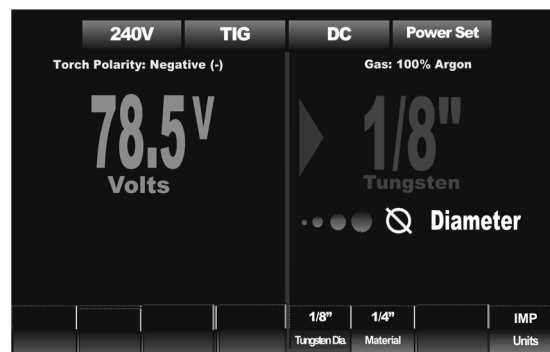 240V TIG DC Power Set
Torch Polarity: Negative (-)
Gas: 100% Argon
78.5 V
Volts
1/8"
Tungsten
Diameter
1/8” 1/4” IMP
Tungsten Dia. Material Units